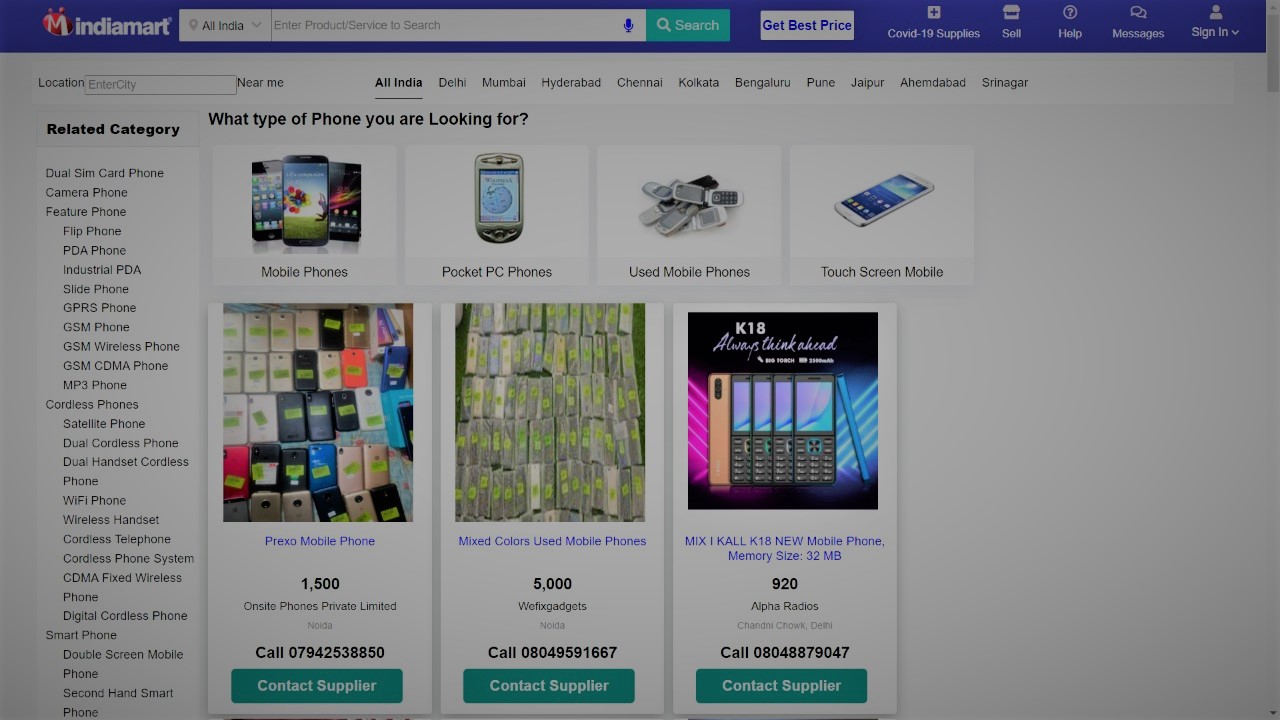 indiamart
All India
Enter Product/Service to Search
Search
Get Best Price
Covid-19 Supplies
Sell
Help
Messages
Sign In
Location
EnterCity
Near me
All India
Delhi
Mumbai
Hyderabad
Chennai
Kolkata
Bengaluru
Pune
Jaipur
Ahemdabad
Srinagar
Related Category
Dual Sim Card Phone
Camera Phone
Feature Phone
Flip Phone
PDA Phone
Industrial PDA
Slide Phone
GPRS Phone
GSM Phone
GSM Wireless Phone
GSM CDMA Phone
MP3 Phone
Cordless Phones
Satellite Phone
Dual Cordless Phone
Dual Handset Cordless
Phone
WiFi Phone
Wireless Handset
Cordless Telephone
Cordless Phone System
CDMA Fixed Wireless
Phone
Digital Cordless Phone
Smart Phone
Double Screen Mobile
Phone
Second Hand Smart
Phone
What type of Phone you are Looking for?
Mobile Phones
Pocket PC Phones
Used Mobile Phones
Touch Screen Mobile
Prexo Mobile Phone
1,500
Onsite Phones Private Limited
Noida
Call 07942538850
Contact Supplier
Mixed Colors Used Mobile Phones
5,000
Wefixgadgets
Noida
Call 08049591667
Contact Supplier
K18
Always think ahead
BIG TORCH
2500mAh
MIX I KALL K18 NEW Mobile Phone,
Memory Size: 32 MB
920
Alpha Radios
Chandni Chowk, Delhi
Call 08048879047
Contact Supplier